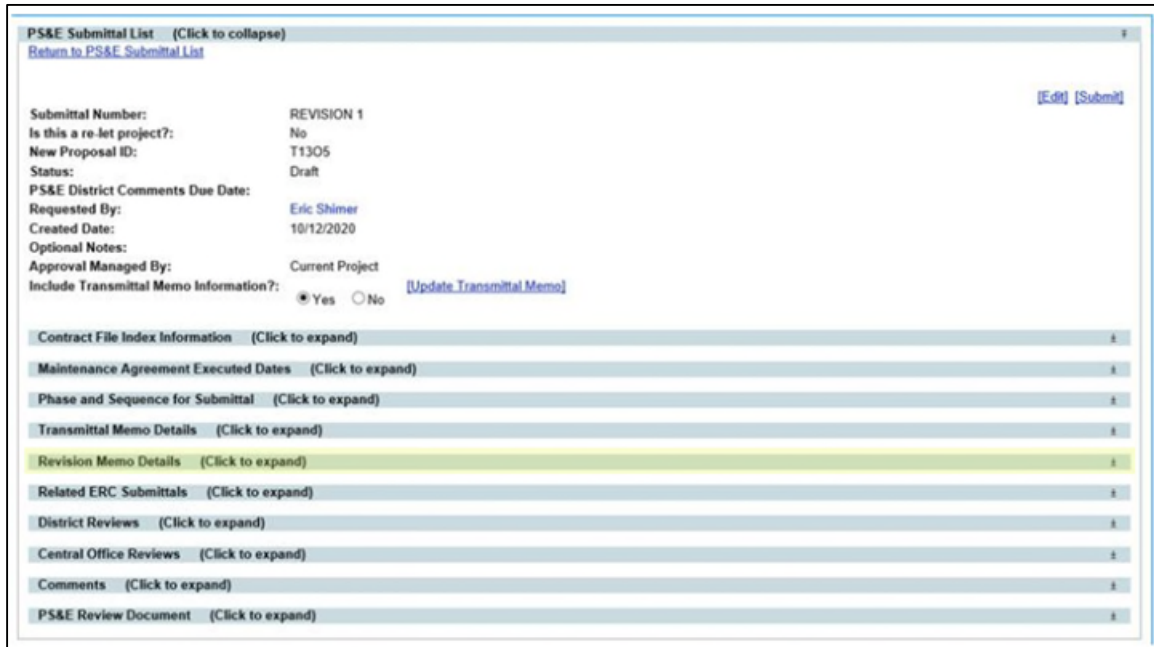 PS&E Submittal List (Click to collapse)
Return to PS&E Submittal List
[Edit] [Submit]
Submittal Number: REVISION 1
Is this a re-let project?: No
New Proposal ID: T13O5
Status: Draft
PS&E District Comments Due Date:
Requested By: Eric Shimer
Created Date: 10/12/2020
Optional Notes:
Approval Managed By: Current Project
Include Transmittal Memo Information?: Yes No [Update Transmittal Memo]
Contract File Index Information (Click to expand)
Maintenance Agreement Executed Dates (Click to expand)
Phase and Sequence for Submittal (Click to expand)
Transmittal Memo Details (Click to expand)
Revision Memo Details (Click to expand)
Related ERC Submittals (Click to expand)
District Reviews (Click to expand)
Central Office Reviews (Click to expand)
Comments (Click to expand)
PS&E Review Document (Click to expand)